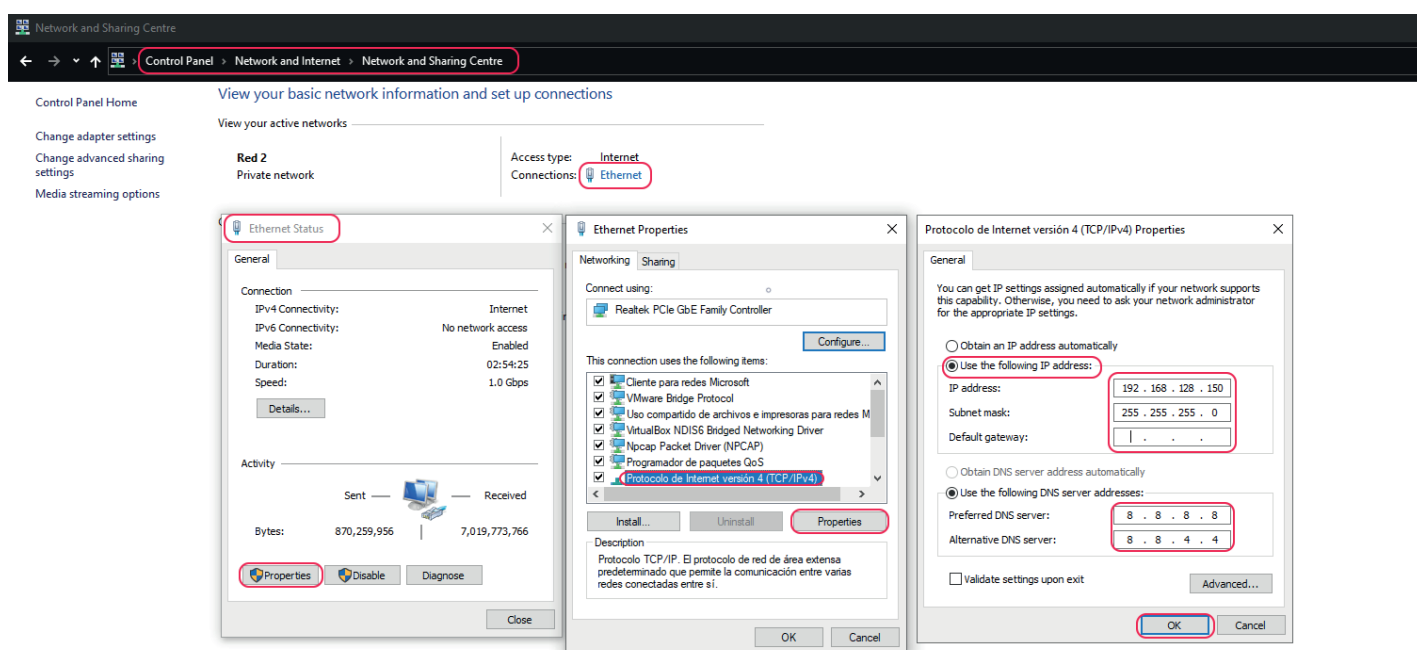 Network and Sharing Centre
Control Panel > Network and Internet > Network and Sharing Centre
Control Panel Home
Change adapter settings
Change advanced sharing
settings
Media streaming options
View your basic network information and set up connections
View your active networks
Red 2
Private network
Access type: Internet
Connections: Ethernet
Ethernet Status
General
Connection
IPv4 Connectivity: Internet
IPv6 Connectivity: No network access
Media State: Enabled
Duration: 02:54:25
Speed: 1.0 Gbps
Details...
Activity
Sent — — Received
Bytes: 870,259,956 | 7,019,773,766
Properties Disable Diagnose
Close
Ethernet Properties
Networking Sharing
Connect using:
Realtek PCIe GbE Family Controller
Configure...
This connection uses the following items:
Cliente para redes Microsoft
VMware Bridge Protocol
Uso compartido de archivos e impresoras para redes M
VirtualBox NDIS6 Bridged Networking Driver
Npcap Packet Driver (NPCAP)
Programador de paquetes QoS
Protocolo de Internet versión 4 (TCP/IPv4)
Install... Uninstall Properties
Description
Protocolo TCP/IP. El protocolo de red de área extensa
predeterminado que permite la comunicación entre varias
redes conectadas entre sí.
OK Cancel
Protocolo de Internet versión 4 (TCP/IPv4) Properties
General
You can get IP settings assigned automatically if your network supports
this capability. Otherwise, you need to ask your network administrator
for the appropriate IP settings.
Obtain an IP address automatically
Use the following IP address:
IP address: 192 . 168 . 128 . 150
Subnet mask: 255 . 255 . 255 . 0
Default gateway: . . .
Obtain DNS server address automatically
Use the following DNS server addresses:
Preferred DNS server: 8 . 8 . 8 . 8
Alternative DNS server: 8 . 8 . 4 . 4
Validate settings upon exit
Advanced...
OK Cancel